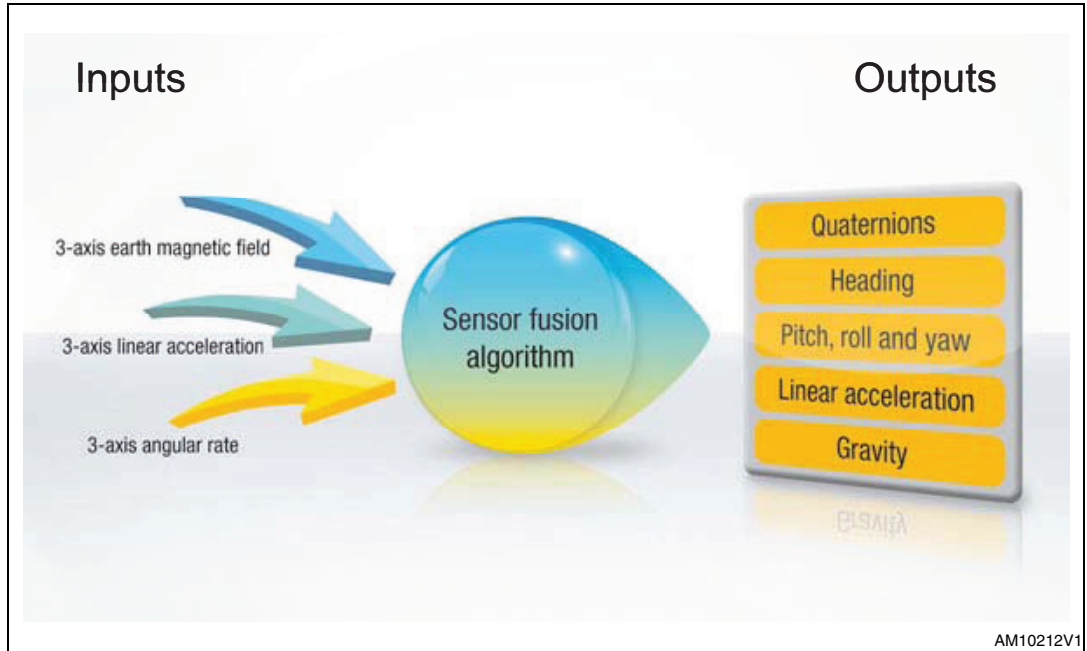 Inputs
Outputs
3-axis earth magnetic field
3-axis linear acceleration
3-axis angular rate
Sensor fusion
algorithm
Quaternions
Heading
Pitch, roll and yaw
Linear acceleration
Gravity
Gravity
AM10212V1